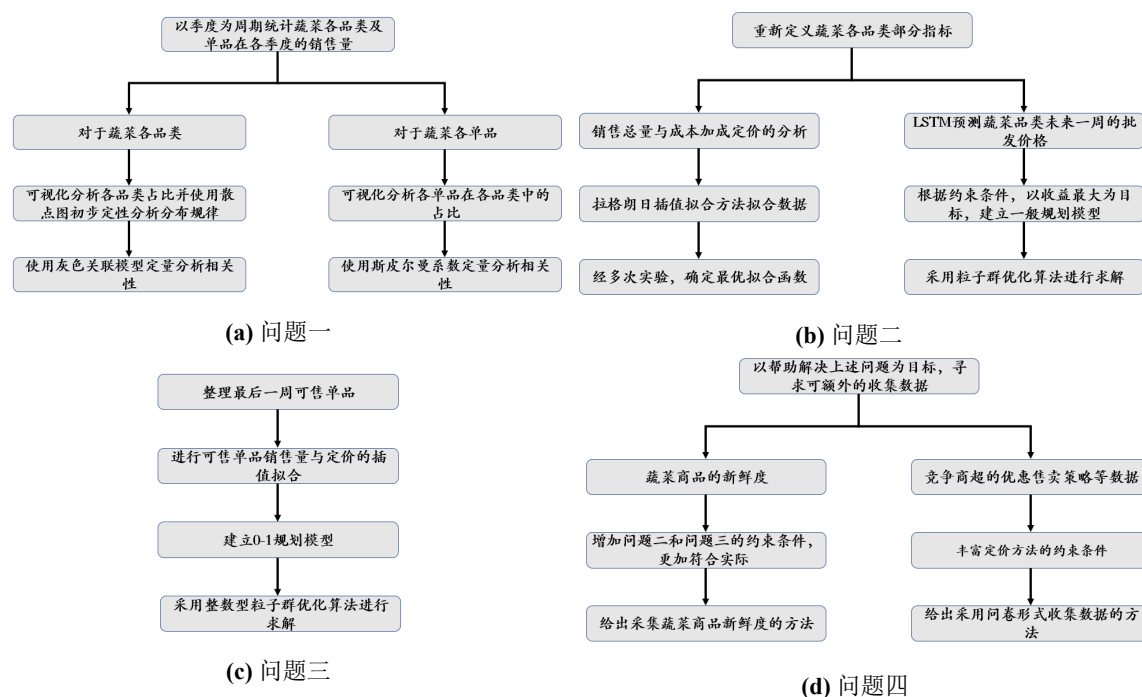 以季度为周期统计蔬菜各品类及
单品在各季度的销售量
对于蔬菜各品类
对于蔬菜各单品
可视化分析各品类占比并使用散
点图初步定性分析分布规律
可视化分析各单品在各品类中的
占比
使用灰色关联模型定量分析相关
性
使用斯皮尔曼系数定量分析相关
性
(a) 问题一
重新定义蔬菜各品类部分指标
销售总量与成本加成定价的分析
LSTM预测蔬菜品类未来一周的批
发价格
拉格朗日插值拟合方法拟合数据
根据约束条件，以收益最大为目
标，建立一般规划模型
经多次实验，确定最优拟合函数
采用粒子群优化算法进行求解
(b) 问题二
整理最后一周可售单品
进行可售单品销售量与定价的插
值拟合
建立0-1规划模型
采用整数型粒子群优化算法进行
求解
(c) 问题三
以帮助解决上述问题为目标，寻
求可额外的收集数据
蔬菜商品的新鲜度
竞争商超的优惠售卖策略等数据
增加问题二和问题三的约束条件，
更加符合实际
丰富定价方法的约束条件
给出采集蔬菜商品新鲜度的方法
给出采用问卷形式收集数据的方
法
(d) 问题四